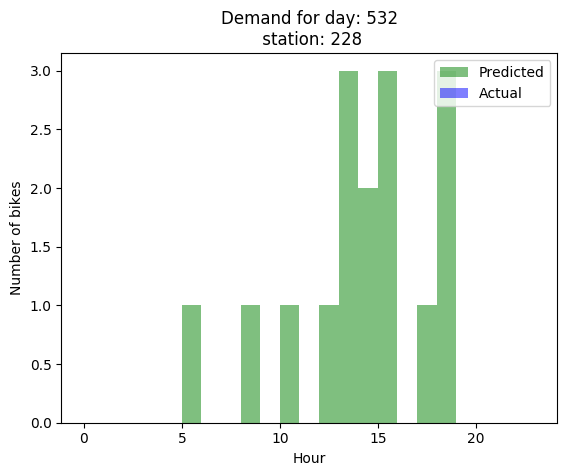 Demand for day: 532
station: 228
Predicted
Actual
3.0
2.5
2.0
1.5
1.0
0.5
0.0
Number of bikes
0
5
10
15
20
Hour